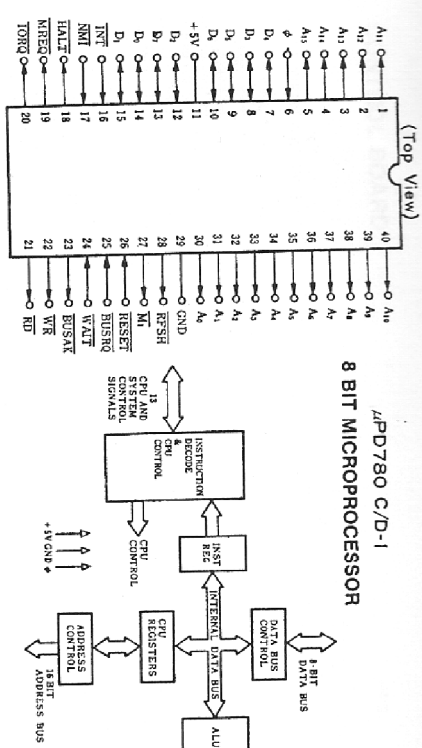 μPD780 C/D-1
8 BIT MICROPROCESSOR
(Top View)
A₁₁ 1 40 A₁₀
A₁₂ 2 39 A₉
A₁₃ 3 38 A₈
A₁₄ 4 37 A₇
A₁₅ 5 36 A₆
φ 6 35 A₅
D₄ 7 34 A₄
D₃ 8 33 A₃
D₅ 9 32 A₂
D₆ 10 31 A₁
+5V 11 30 A₀
D₂ 12 29 GND
D₇ 13 28 RFSH
D₀ 14 27 M₁
D₁ 15 26 RESET
INT 16 25 BUSRQ
NMI 17 24 WAIT
HALT 18 23 BUSAK
MREQ 19 22 WR
IORQ 20 21 RD
8-BIT
DATA BUS
DATA BUS
CONTROL
INTERNAL DATA BUS
ALU
INST
REG
INSTRUCTION
DECODE
&
CPU
CONTROL
13
CPU AND
SYSTEM
CONTROL
SIGNALS
CPU
CONTROL
CPU
REGISTERS
ADDRESS
CONTROL
16-BIT
ADDRESS BUS
+5V GND φ